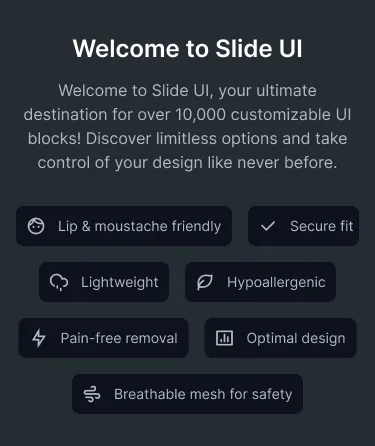 Welcome to Slide UI
Welcome to Slide UI, your ultimate
destination for over 10,000 customizable UI
blocks! Discover limitless options and take
control of your design like never before.
Lip & moustache friendly
Secure fit
Lightweight
Hypoallergenic
Pain-free removal
Optimal design
Breathable mesh for safety